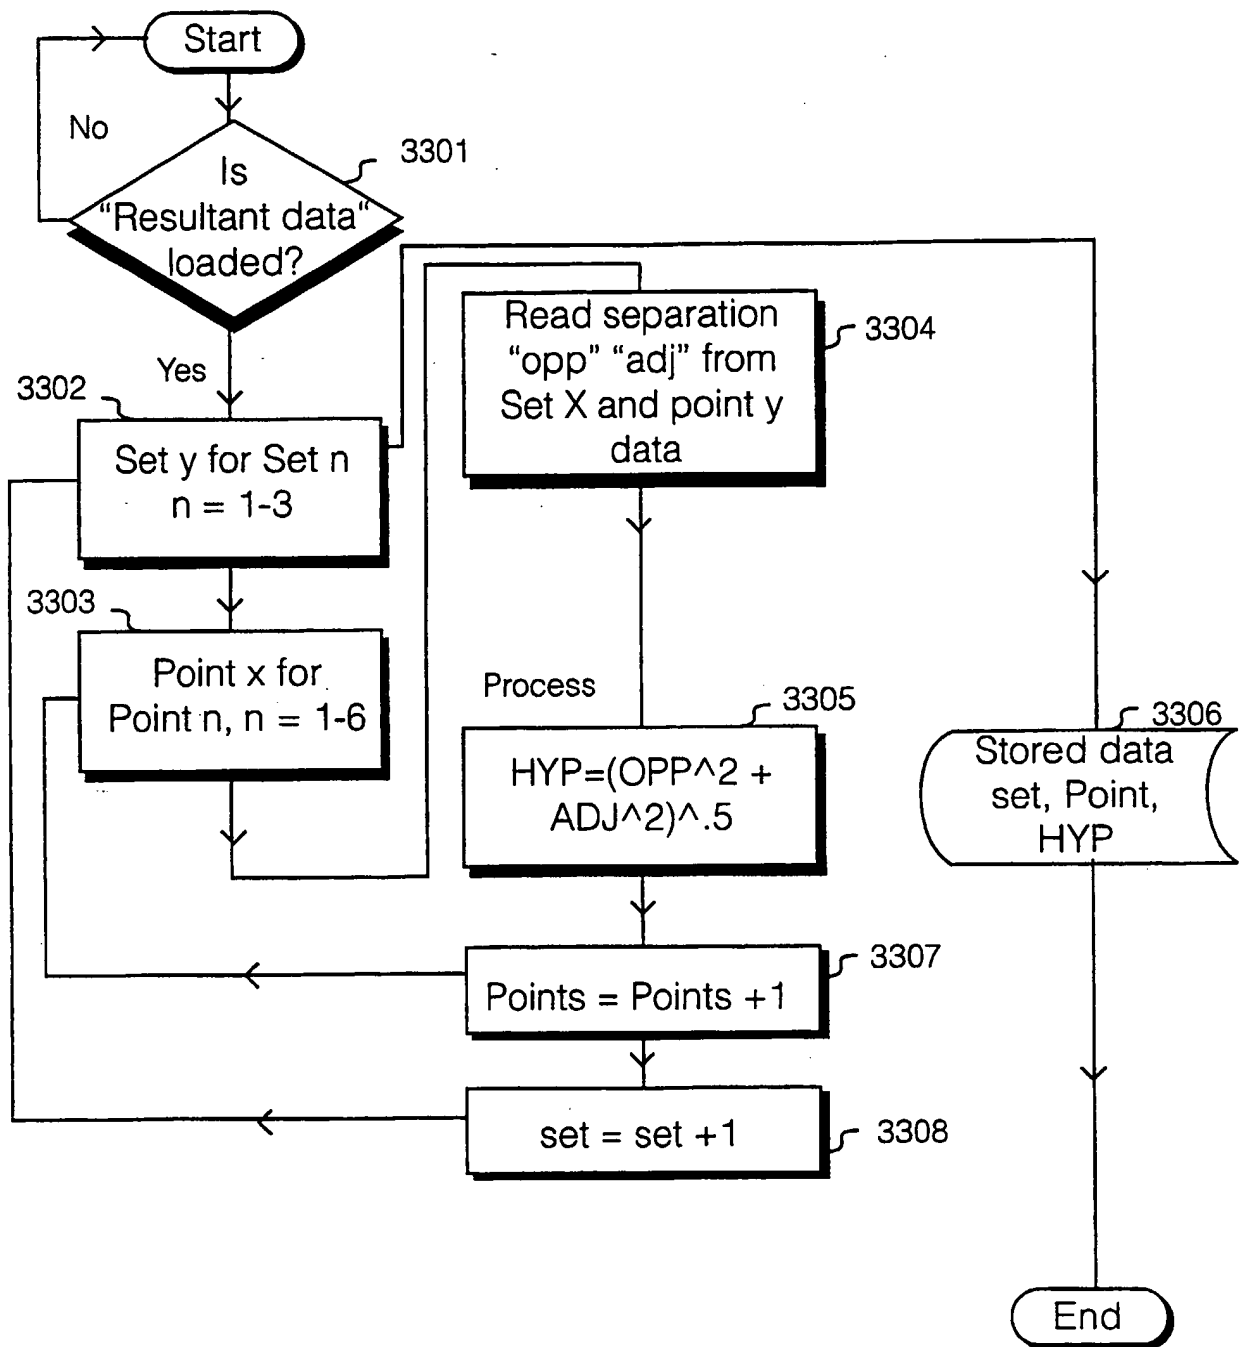 Start
No
3301
Is
“Resultant data“
loaded?
Yes
3302
Set y for Set n
n = 1-3
3303
Point x for
Point n, n = 1-6
Read separation
“opp” “adj” from
Set X and point y
data
3304
Process
3305
HYP=(OPP^2 +
ADJ^2)^.5
3306
Stored data
set, Point,
HYP
Points = Points +1
3307
set = set +1
3308
End